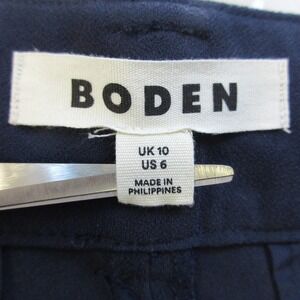 BODEN
UK 10
US 6
MADE IN
PHILIPPINES